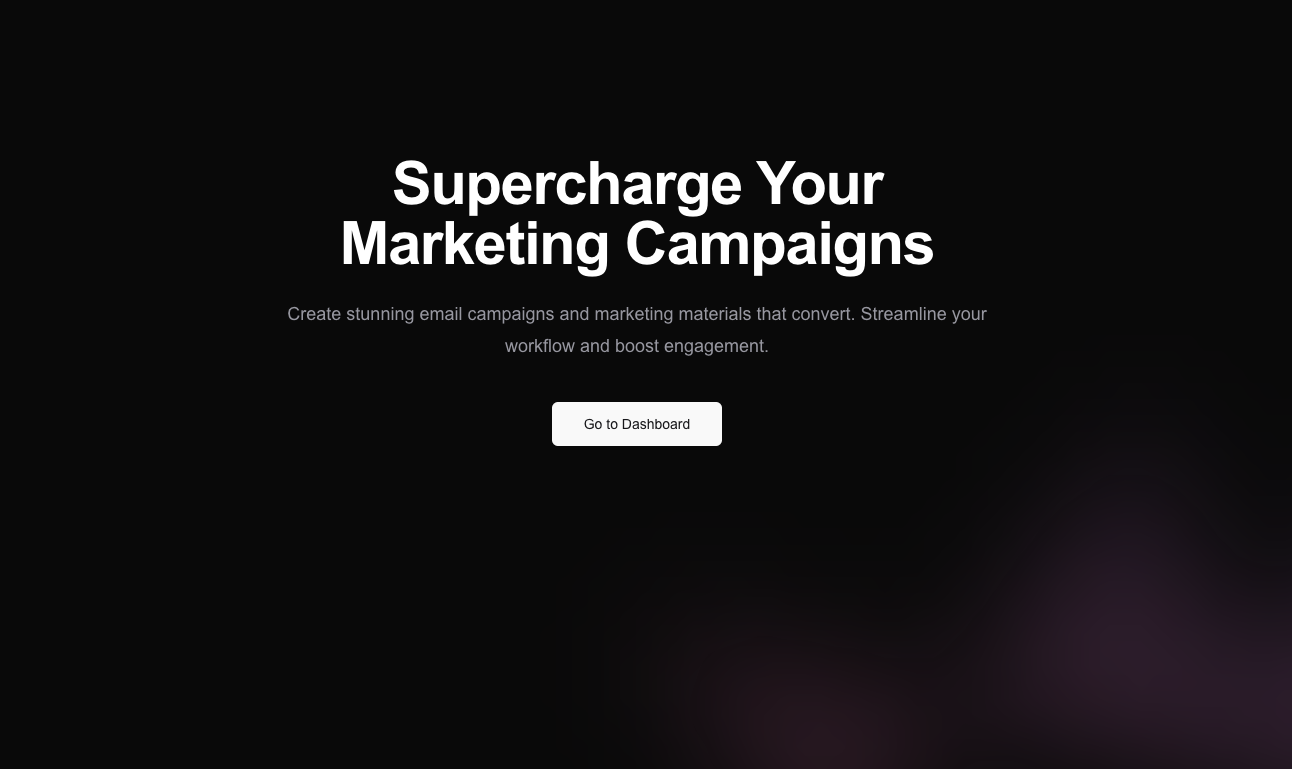 Supercharge Your
Marketing Campaigns
Create stunning email campaigns and marketing materials that convert. Streamline your
workflow and boost engagement.
Go to Dashboard